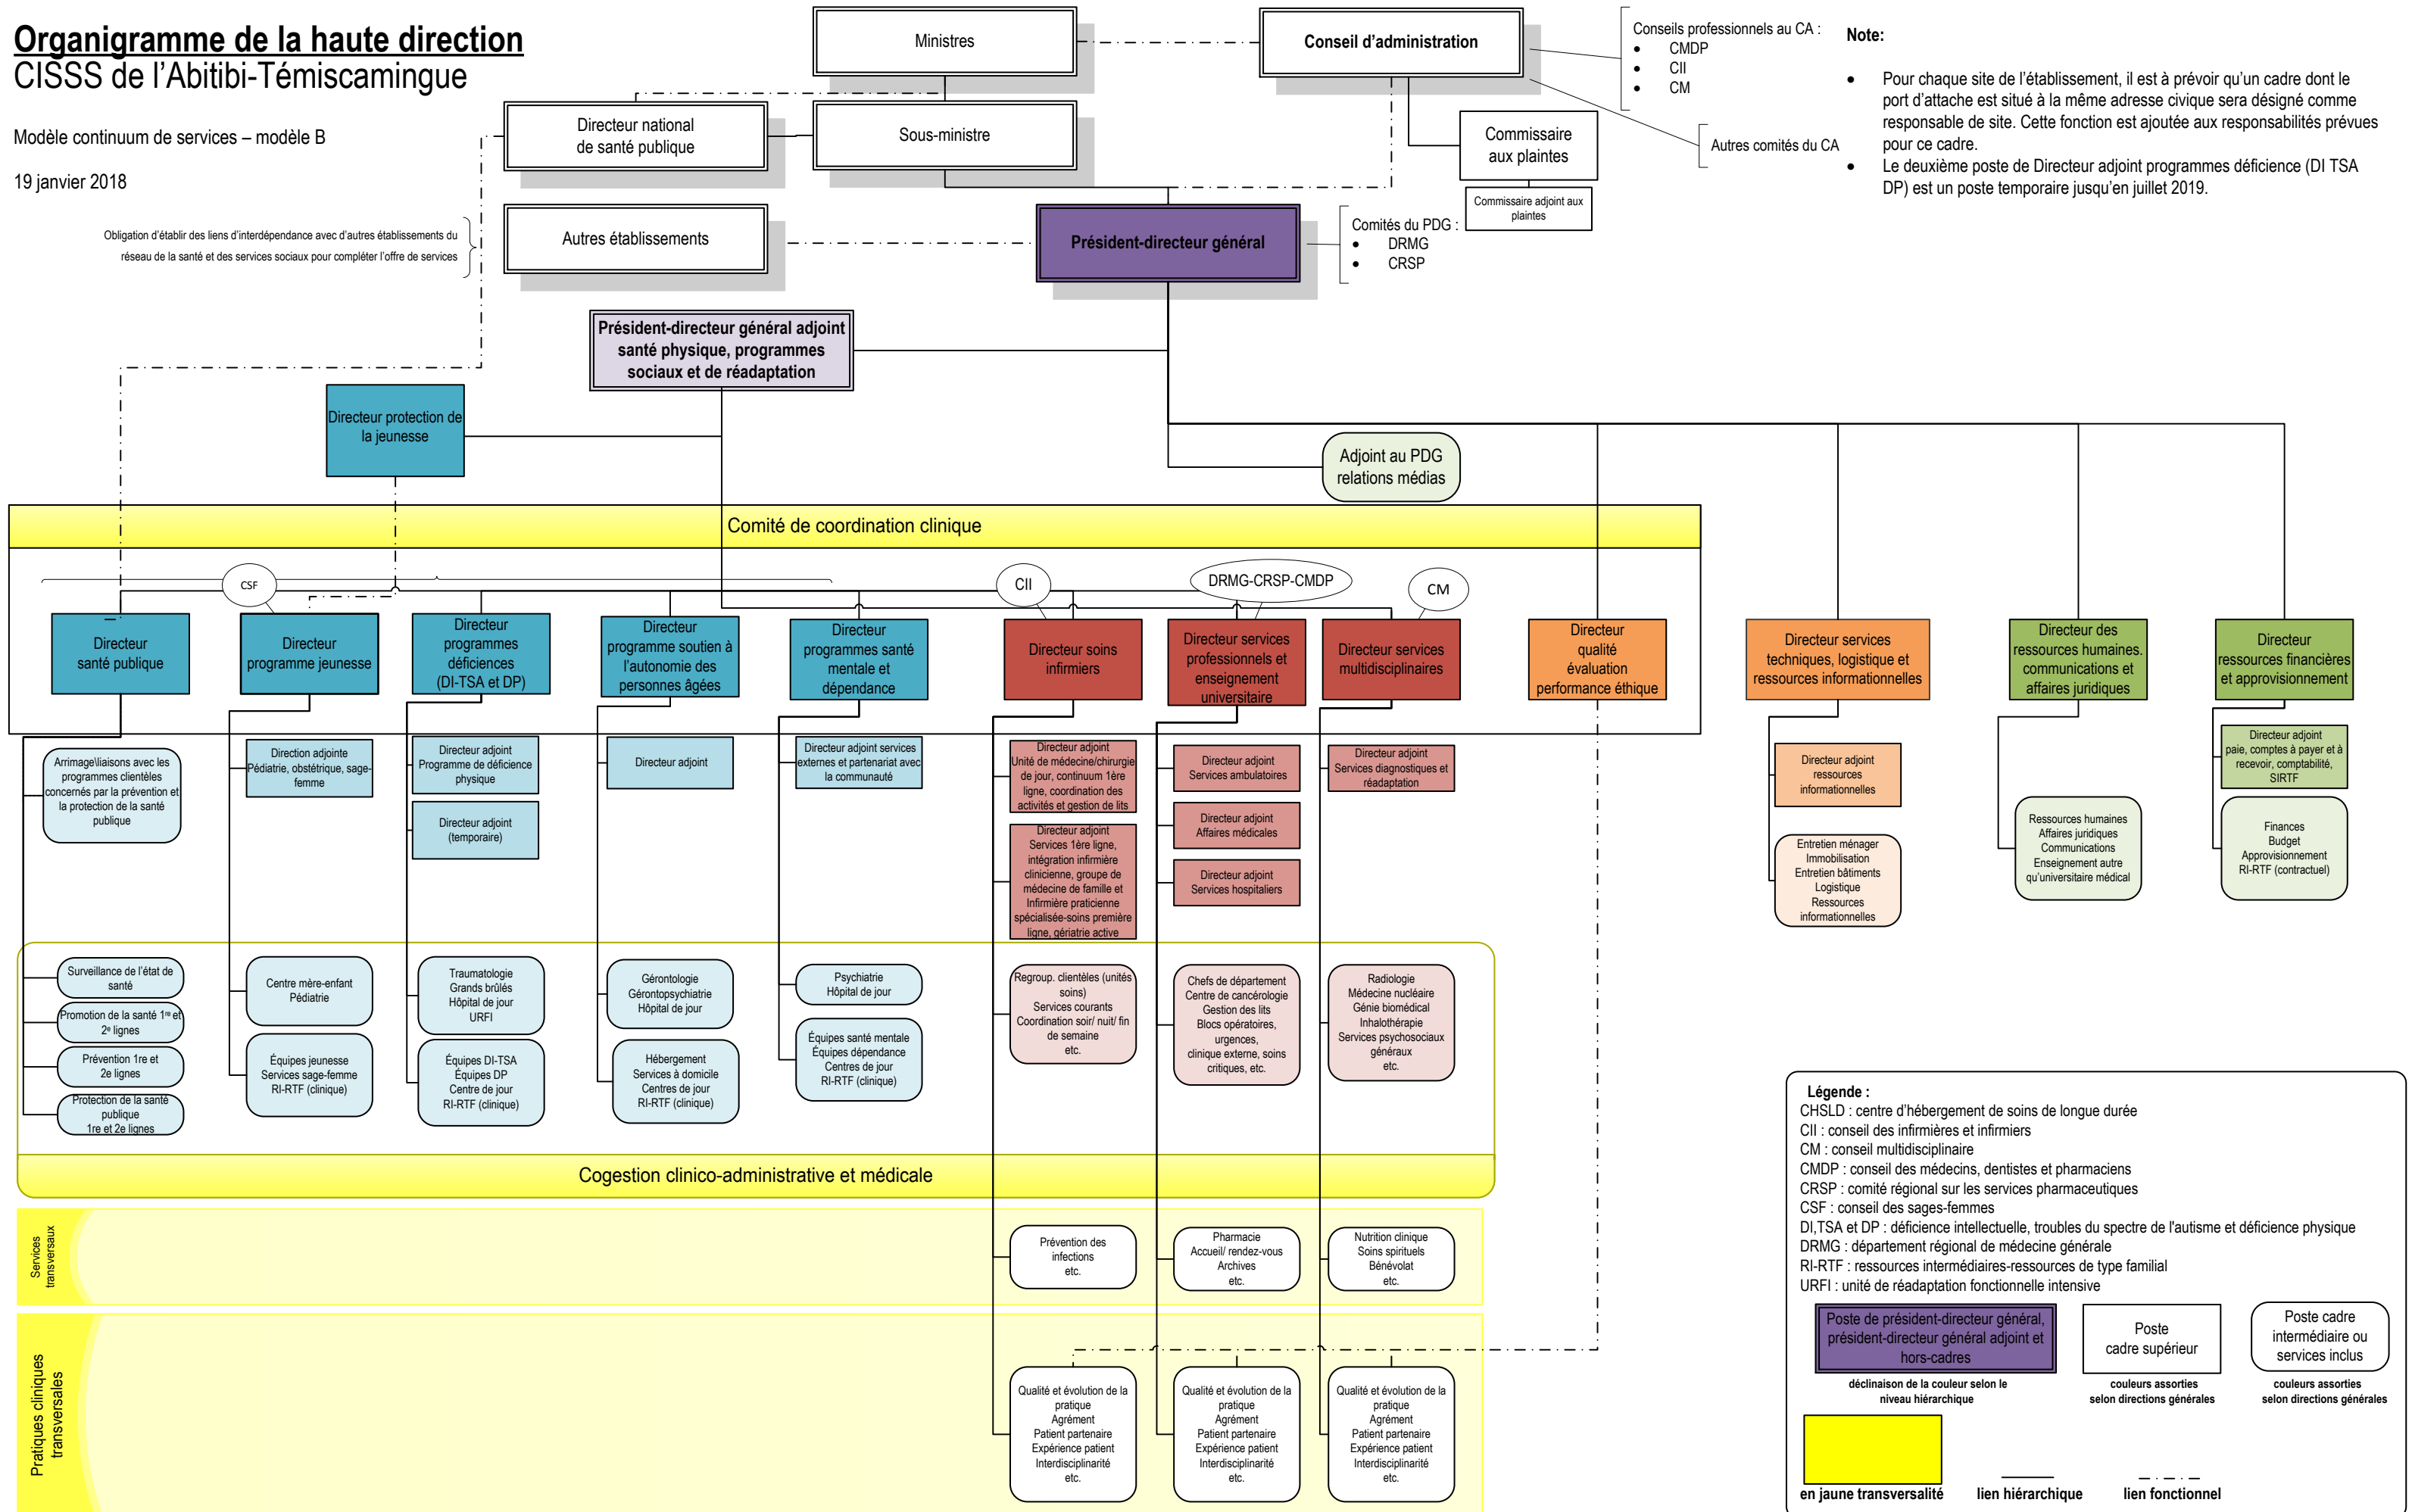 Organigramme de la haute direction
CISSS de l'Abitibi-Témiscamingue
Modèle continuum de services – modèle B
19 janvier 2018
Ministres
Conseil d'administration
Conseils professionnels au CA :
• CMDP
• CII
• CM
Autres comités du CA
Note:
• Pour chaque site de l'établissement, il est à prévoir qu'un cadre dont le
port d'attache est situé à la même adresse civique sera désigné comme
responsable de site. Cette fonction est ajoutée aux responsabilités prévues
pour ce cadre.
• Le deuxième poste de Directeur adjoint programmes déficience (DI TSA
DP) est un poste temporaire jusqu'en juillet 2019.
Directeur national
de santé publique
Sous-ministre
Commissaire
aux plaintes
Commissaire adjoint aux
plaintes
Obligation d'établir des liens d'interdépendance avec d'autres établissements du
réseau de la santé et des services sociaux pour compléter l'offre de services
Autres établissements
Président-directeur général
Comités du PDG :
• DRMG
• CRSP
Président-directeur général adjoint
santé physique, programmes
sociaux et de réadaptation
Directeur protection de
la jeunesse
Adjoint au PDG
relations médias
Comité de coordination clinique
CSF
CII
DRMG-CRSP-CMDP
CM
Directeur
santé publique
Directeur
programme jeunesse
Directeur
programmes
déficiences
(DI-TSA et DP)
Directeur
programme soutien à
l'autonomie des
personnes âgées
Directeur
programmes santé
mentale et
dépendance
Directeur soins
infirmiers
Directeur services
professionnels et
enseignement
universitaire
Directeur services
multidisciplinaires
Directeur
qualité
évaluation
performance éthique
Directeur services
techniques, logistique et
ressources informationnelles
Directeur des
ressources humaines.
communications et
affaires juridiques
Directeur
ressources financières
et approvisionnement
Arrimage\liaisons avec les
programmes clientèles
concernés par la prévention et
la protection de la santé
publique
Direction adjointe
Pédiatrie, obstétrique, sage-
femme
Directeur adjoint
Programme de déficience
physique
Directeur adjoint
(temporaire)
Directeur adjoint
Directeur adjoint services
externes et partenariat avec
la communauté
Directeur adjoint
Unité de médecine/chirurgie
de jour, continuum 1ère
ligne, coordination des
activités et gestion de lits
Directeur adjoint
Services 1ère ligne,
intégration infirmière
clinicienne, groupe de
médecine de famille et
Infirmière praticienne
spécialisée-soins première
ligne, gériatrie active
Directeur adjoint
Services ambulatoires
Directeur adjoint
Affaires médicales
Directeur adjoint
Services hospitaliers
Directeur adjoint
Services diagnostiques et
réadaptation
Directeur adjoint
ressources
informationnelles
Entretien ménager
Immobilisation
Entretien bâtiments
Logistique
Ressources
informationnelles
Ressources humaines
Affaires juridiques
Communications
Enseignement autre
qu'universitaire médical
Directeur adjoint
paie, comptes à payer et à
recevoir, comptabilité,
SIRTF
Finances
Budget
Approvisionnement
RI-RTF (contractuel)
Surveillance de l'état de
santé
Promotion de la santé 1re et
2e lignes
Prévention 1re et
2e lignes
Protection de la santé
publique
1re et 2e lignes
Centre mère-enfant
Pédiatrie
Équipes jeunesse
Services sage-femme
RI-RTF (clinique)
Traumatologie
Grands brûlés
Hôpital de jour
URFI
Équipes DI-TSA
Équipes DP
Centre de jour
RI-RTF (clinique)
Gérontologie
Gérontopsychiatrie
Hôpital de jour
Hébergement
Services à domicile
Centres de jour
RI-RTF (clinique)
Psychiatrie
Hôpital de jour
Équipes santé mentale
Équipes dépendance
Centres de jour
RI-RTF (clinique)
Regroup. clientèles (unités
soins)
Services courants
Coordination soir/ nuit/ fin
de semaine
etc.
Chefs de département
Centre de cancérologie
Gestion des lits
Blocs opératoires,
urgences,
clinique externe, soins
critiques, etc.
Radiologie
Médecine nucléaire
Génie biomédical
Inhalothérapie
Services psychosociaux
généraux
etc.
Cogestion clinico-administrative et médicale
Services
transversaux
Prévention des
infections
etc.
Pharmacie
Accueil/ rendez-vous
Archives
etc.
Nutrition clinique
Soins spirituels
Bénévolat
etc.
Pratiques cliniques
transversales
Qualité et évolution de la
pratique
Agrément
Patient partenaire
Expérience patient
Interdisciplinarité
etc.
Qualité et évolution de la
pratique
Agrément
Patient partenaire
Expérience patient
Interdisciplinarité
etc.
Qualité et évolution de la
pratique
Agrément
Patient partenaire
Expérience patient
Interdisciplinarité
etc.
Légende :
CHSLD : centre d'hébergement de soins de longue durée
CII : conseil des infirmières et infirmiers
CM : conseil multidisciplinaire
CMDP : conseil des médecins, dentistes et pharmaciens
CRSP : comité régional sur les services pharmaceutiques
CSF : conseil des sages-femmes
DI,TSA et DP : déficience intellectuelle, troubles du spectre de l'autisme et déficience physique
DRMG : département régional de médecine générale
RI-RTF : ressources intermédiaires-ressources de type familial
URFI : unité de réadaptation fonctionnelle intensive
Poste de président-directeur général,
président-directeur général adjoint et
hors-cadres
déclinaison de la couleur selon le
niveau hiérarchique
Poste
cadre supérieur
couleurs assorties
selon directions générales
Poste cadre
intermédiaire ou
services inclus
couleurs assorties
selon directions générales
en jaune transversalité
lien hiérarchique
lien fonctionnel